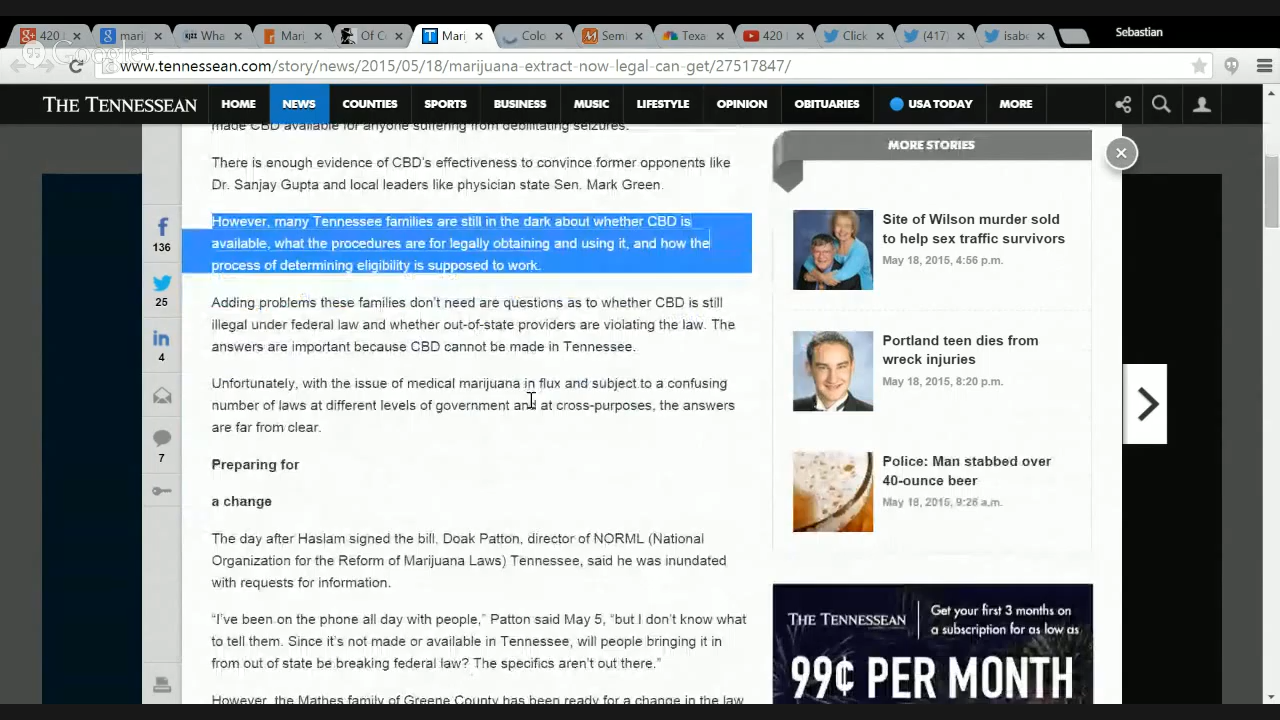 420
marij
Wha
Mari
Of C
Marij
Colo
Semi
Texa
420 I
Click
(417)
isabe
Sebastian
Google+
www.tennessean.com/story/news/2015/05/18/marijuana-extract-now-legal-can-get/27517847/
THE TENNESSEAN
HOME
NEWS
COUNTIES
SPORTS
BUSINESS
MUSIC
LIFESTYLE
OPINION
OBITUARIES
USA TODAY
MORE
made CBD available for anyone suffering from debilitating seizures.
There is enough evidence of CBD's effectiveness to convince former opponents like
Dr. Sanjay Gupta and local leaders like physician state Sen. Mark Green.
However, many Tennessee families are still in the dark about whether CBD is
available, what the procedures are for legally obtaining and using it, and how the
process of determining eligibility is supposed to work.
Adding problems these families don't need are questions as to whether CBD is still
illegal under federal law and whether out-of-state providers are violating the law. The
answers are important because CBD cannot be made in Tennessee.
Unfortunately, with the issue of medical marijuana in flux and subject to a confusing
number of laws at different levels of government and at cross-purposes, the answers
are far from clear.
Preparing for
a change
The day after Haslam signed the bill, Doak Patton, director of NORML (National
Organization for the Reform of Marijuana Laws) Tennessee, said he was inundated
with requests for information.
"I've been on the phone all day with people," Patton said May 5, "but I don't know what
to tell them. Since it's not made or available in Tennessee, will people bringing it in
from out of state be breaking federal law? The specifics aren't out there."
However, the Mathes family of Greene County has been ready for a change in the law
136
25
4
7
MORE STORIES
Site of Wilson murder sold
to help sex traffic survivors
May 18, 2015, 4:56 p.m.
Portland teen dies from
wreck injuries
May 18, 2015, 8:20 p.m.
Police: Man stabbed over
40-ounce beer
May 18, 2015, 9:26 a.m.
THE TENNESSEAN
Get your first 3 months on
a subscription for as low as
99¢ PER MONTH